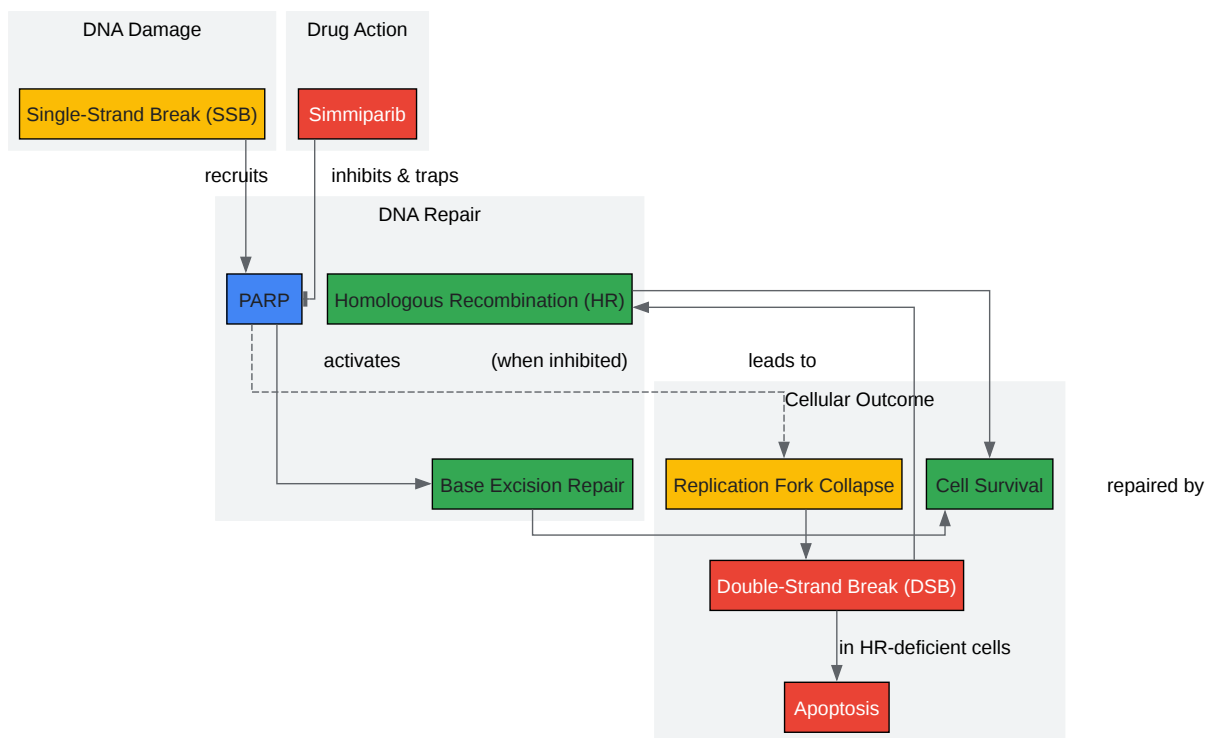 DNA Damage
Drug Action
Single-Strand Break (SSB)
Simmiparib
recruits
inhibits & traps
DNA Repair
PARP
Homologous Recombination (HR)
activates
(when inhibited)
leads to
Cellular Outcome
Base Excision Repair
Replication Fork Collapse
Cell Survival
repaired by
Double-Strand Break (DSB)
in HR-deficient cells
Apoptosis